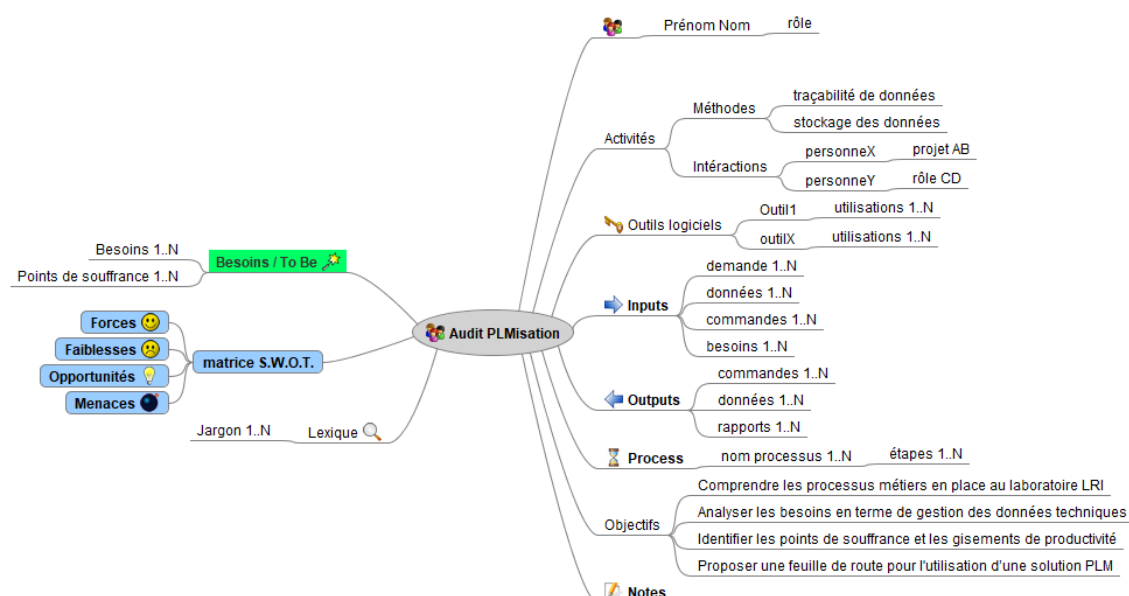 Prénom Nom
rôle
Activités
Méthodes
traçabilité de données
stockage des données
Intéractions
personneX
projet AB
personneY
rôle CD
Outils logiciels
Outil1
utilisations 1..N
outilX
utilisations 1..N
Inputs
demande 1..N
données 1..N
commandes 1..N
besoins 1..N
Outputs
commandes 1..N
données 1..N
rapports 1..N
Process
nom processus 1..N
étapes 1..N
Objectifs
Comprendre les processus métiers en place au laboratoire LRI
Analyser les besoins en terme de gestion des données techniques
Identifier les points de souffrance et les gisements de productivité
Proposer une feuille de route pour l'utilisation d'une solution PLM
Notes
Audit PLMisation
Besoins / To Be
Besoins 1..N
Points de souffrance 1..N
matrice S.W.O.T.
Forces
Faiblesses
Opportunités
Menaces
Lexique
Jargon 1..N